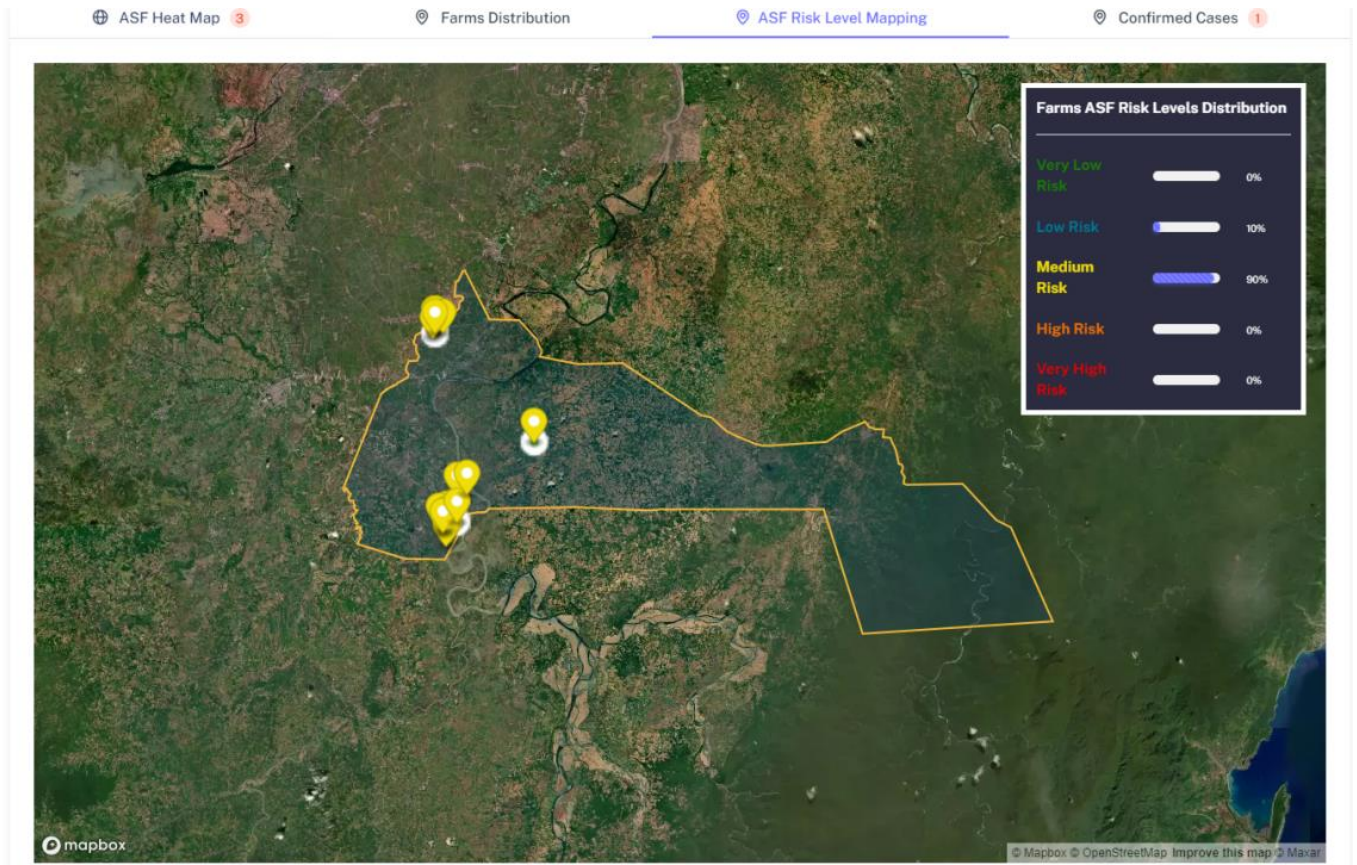 ASF Heat Map 3 Farms Distribution ASF Risk Level Mapping Confirmed Cases 1
Farms ASF Risk Levels Distribution
Very Low
Risk
0%
Low Risk 10%
Medium
Risk
90%
High Risk 0%
Very High
Risk
0%
mapbox
© Mapbox © OpenStreetMap Improve this map © Maxar